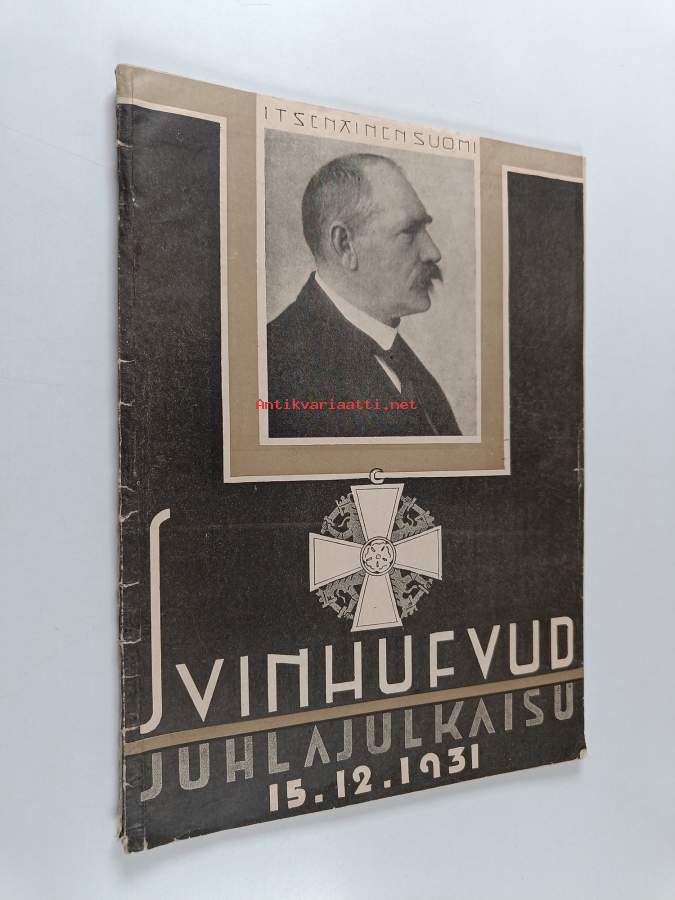 ITSENÄINEN SUOMI
Antikvariaatti.net
SVINHUFVUD
JUHLAJULKAISU
15.12.1931